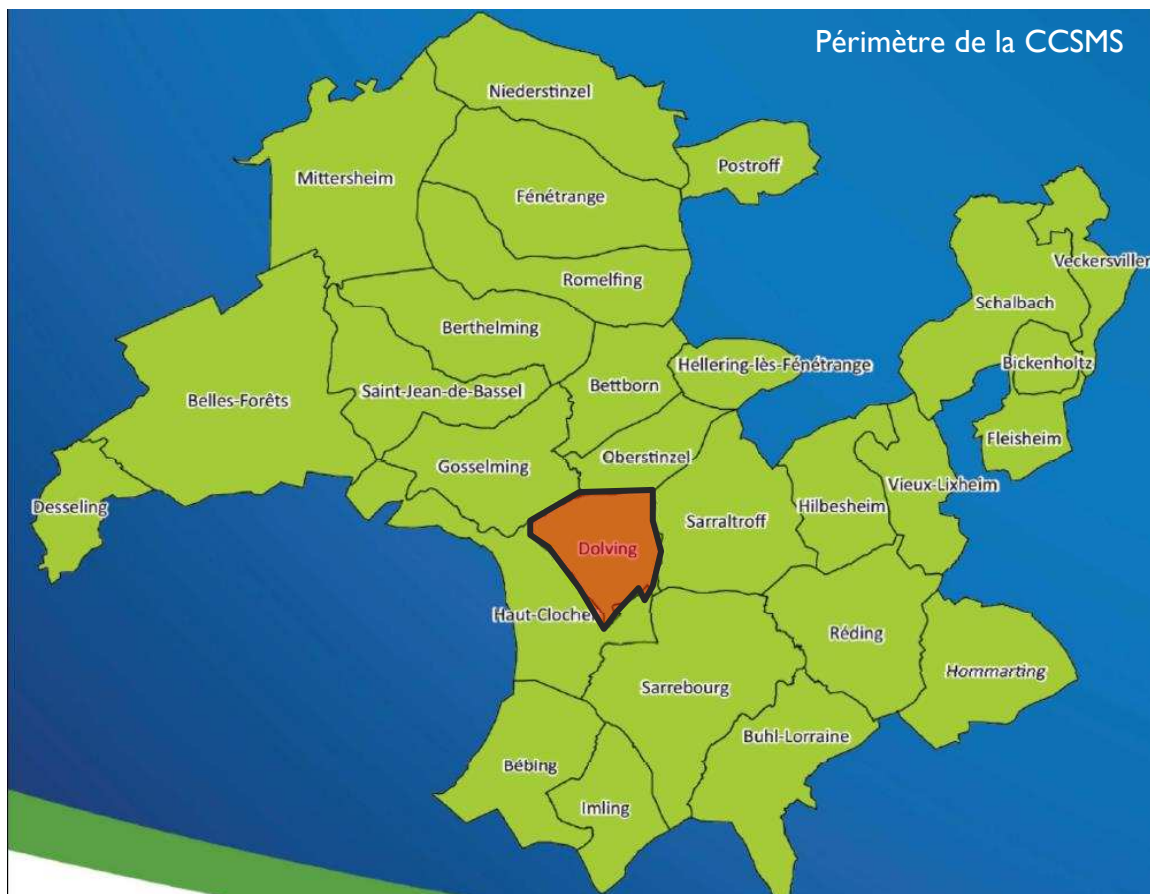 Périmètre de la CCSMS
Niederstinzel
Postroff
Mittersheim
Fénétrange
Veckersviller
Romelfing
Schalbach
Berthelming
Bickenholtz
Hellering-lès-Fénétrange
Bettborn
Saint-Jean-de-Bassel
Belles-Forêts
Fleisheim
Oberstinzel
Gosselming
Vieux-Lixheim
Desseling
Hilbesheim
Sarraltroff
Dolving
Haut-Clocher
Réding
Hommarting
Sarrebourg
Buhl-Lorraine
Bébing
Imling